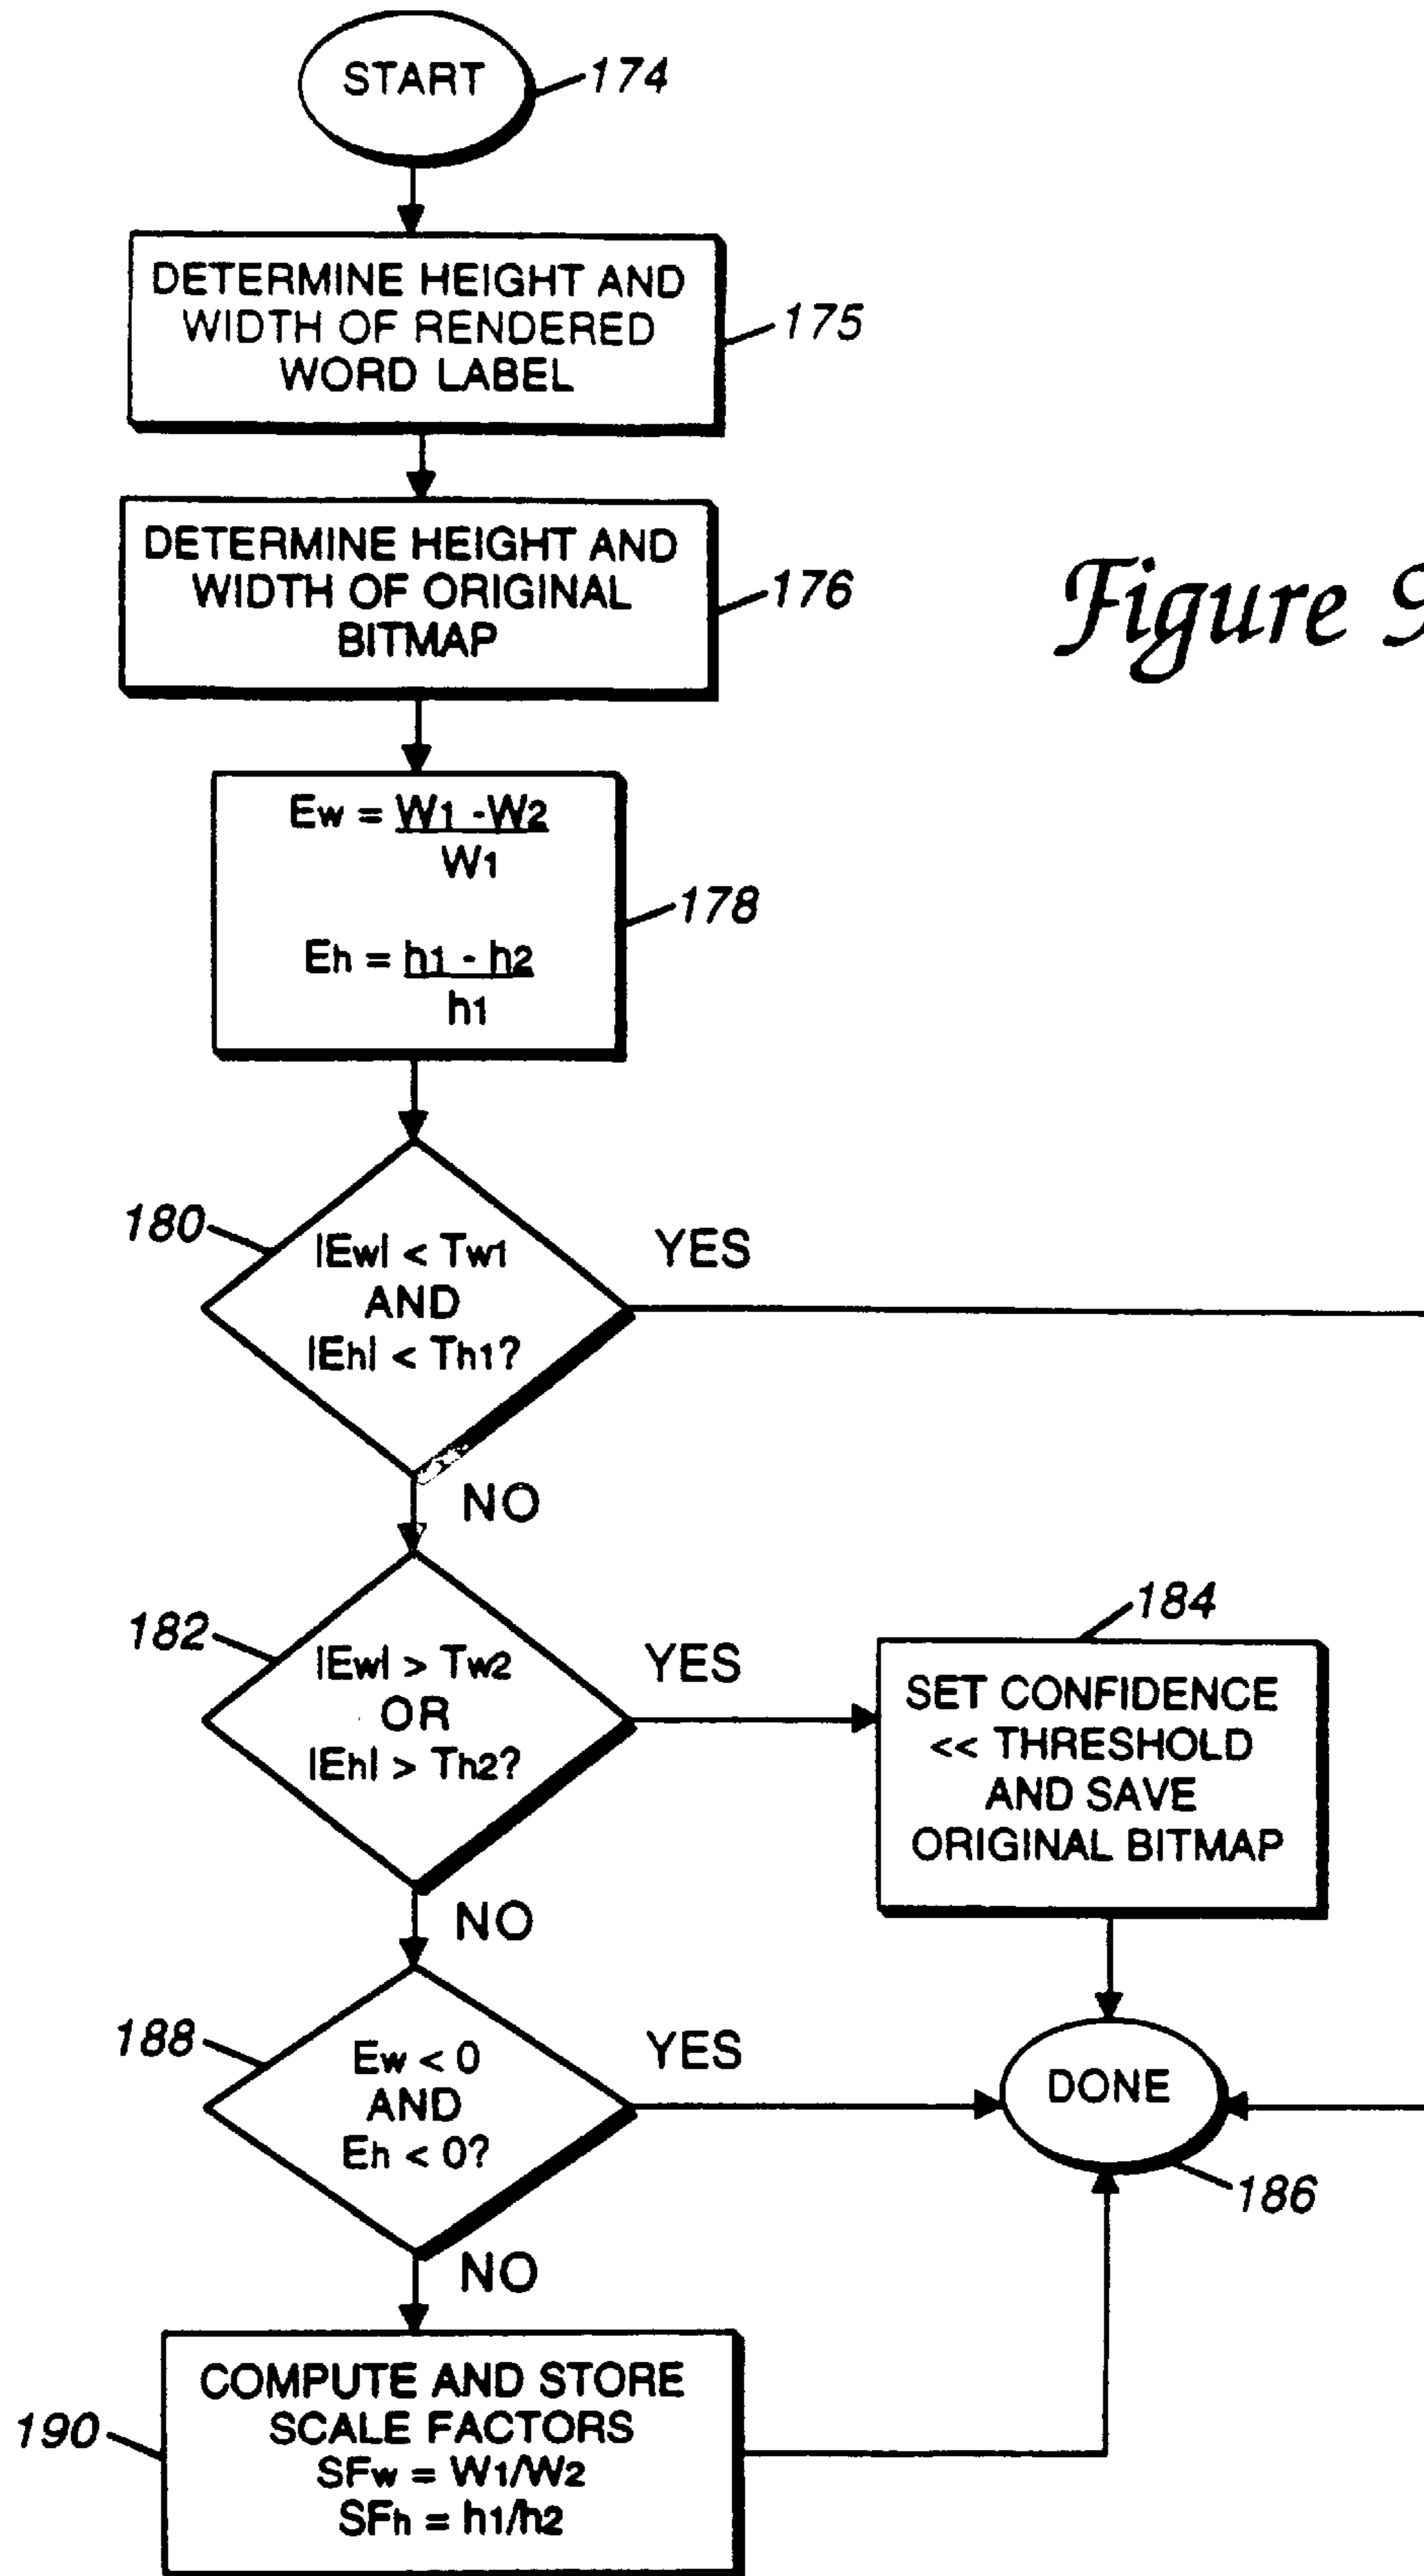 START
174
DETERMINE HEIGHT AND
WIDTH OF RENDERED
WORD LABEL
175
DETERMINE HEIGHT AND
WIDTH OF ORIGINAL
BITMAP
176
Figure 9
Ew = W1 - W2
W1
Eh = h1 - h2
h1
178
180
|Ew| < Tw1
AND
|Eh| < Th1?
YES
NO
182
|Ew| > Tw2
OR
|Eh| > Th2?
YES
184
SET CONFIDENCE
<< THRESHOLD
AND SAVE
ORIGINAL BITMAP
NO
188
Ew < 0
AND
Eh < 0?
YES
DONE
186
NO
190
COMPUTE AND STORE
SCALE FACTORS
SFw = W1/W2
SFh = h1/h2